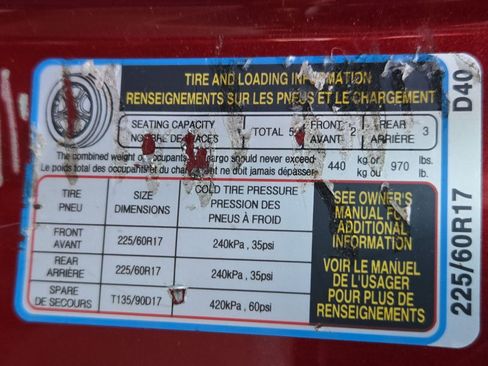 TIRE AND LOADING INFORMATION
RENSEIGNEMENTS SUR LES PNEUS ET LE CHARGEMENT
SEATING CAPACITY
NOMBRE DE PLACES
TOTAL 5
FRONT
AVANT 2
REAR
ARRIÈRE 3
The combined weight of occupants and cargo should never exceed
Le poids total des occupants et du chargement ne doit jamais dépasser
440 kg or 970 lbs.
kg ou lb.
TIRE
PNEU
SIZE
DIMENSIONS
COLD TIRE PRESSURE
PRESSION DES
PNEUS À FROID
FRONT
AVANT
225/60R17
240kPa , 35psi
REAR
ARRIÈRE
225/60R17
240kPa , 35psi
SPARE
DE SECOURS
T135/90D17
420kPa , 60psi
SEE OWNER'S
MANUAL FOR
ADDITIONAL
INFORMATION
VOIR LE MANUEL
DE L'USAGER
POUR PLUS DE
RENSEIGNEMENTS
225/60R17 D40